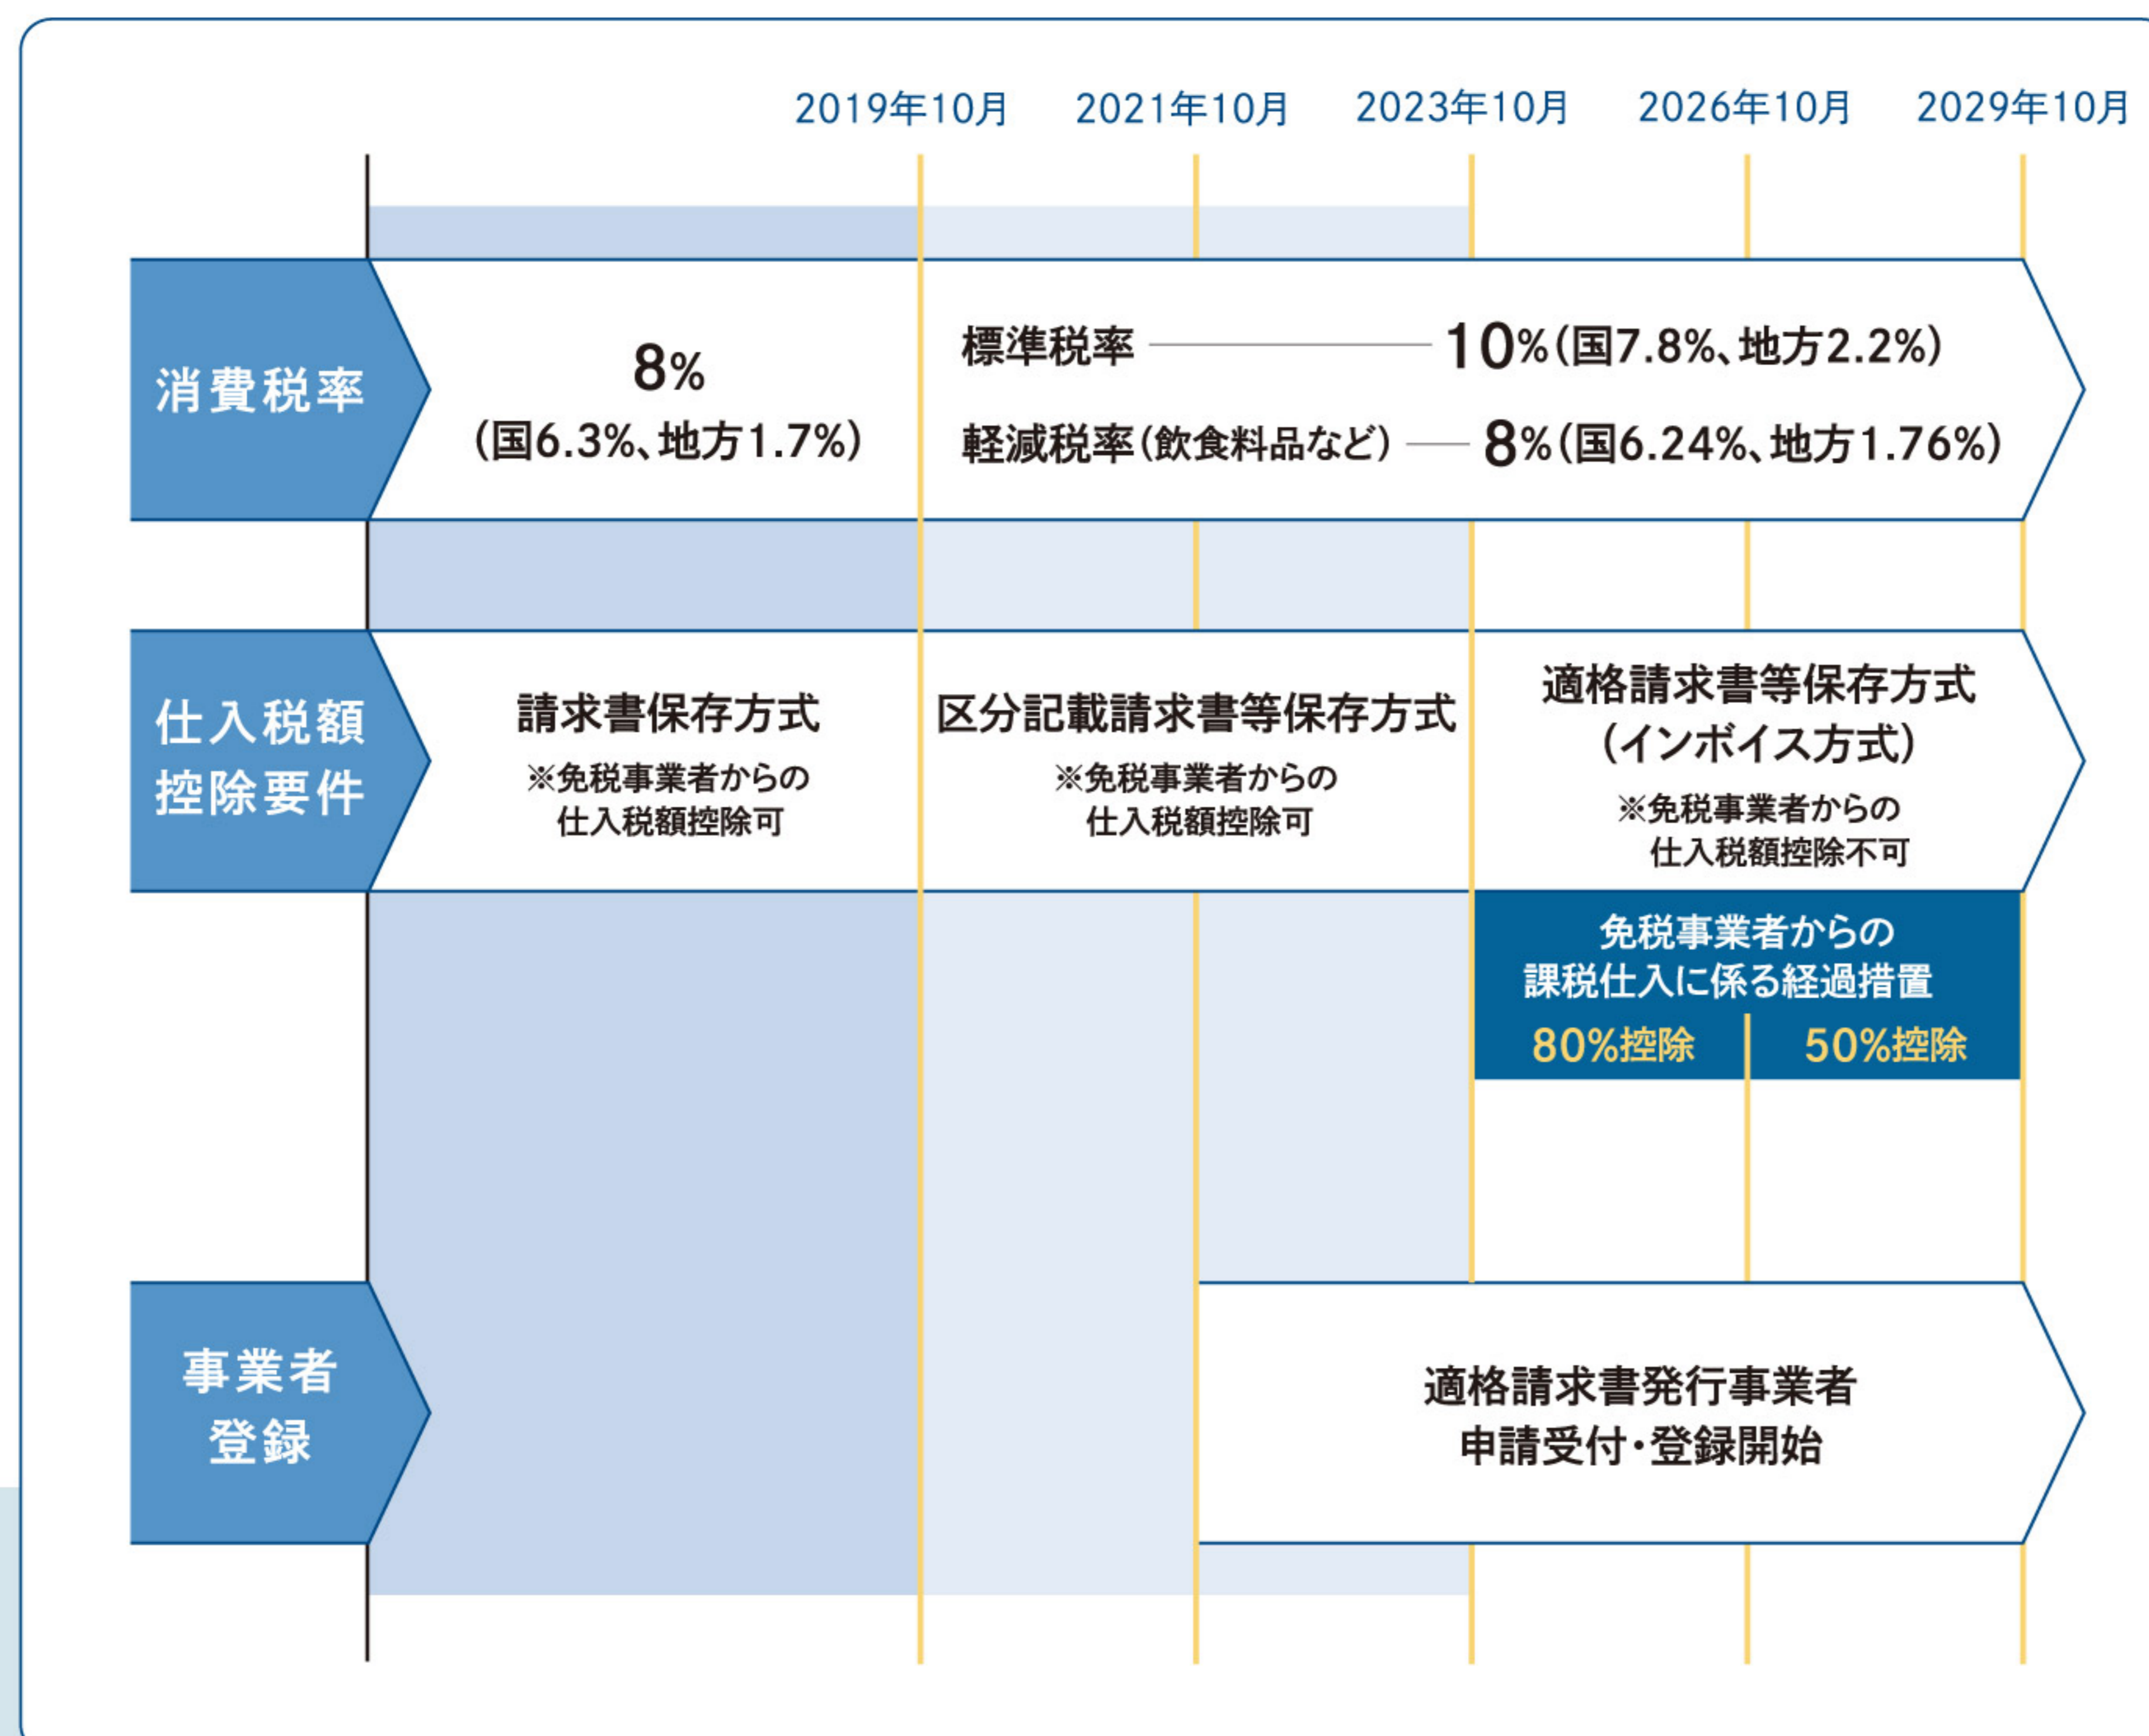 2019年10月
2021年10月
2023年10月
2026年10月
2029年10月
消費税率
8%
(国6.3%、地方1.7%)
標準税率 10%(国7.8%、地方2.2%)
軽減税率(飲食料品など) 8%(国6.24%、地方1.76%)
仕入税額
控除要件
請求書保存方式
※免税事業者からの
仕入税額控除可
区分記載請求書等保存方式
※免税事業者からの
仕入税額控除可
適格請求書等保存方式
(インボイス方式)
※免税事業者からの
仕入税額控除不可
免税事業者からの
課税仕入に係る経過措置
80%控除
50%控除
事業者
登録
適格請求書発行事業者
申請受付・登録開始